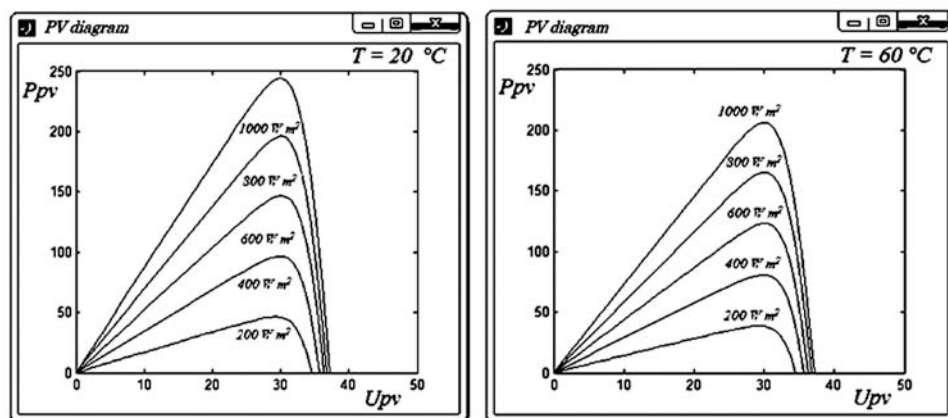 PV diagram
T = 20 °C
Ppv
250
200
150
100
50
0
1000 W m²
300 W m²
600 W m²
400 W m²
200 W m²
0 10 20 30 40 50
Upv
PV diagram
T = 60 °C
Ppv
250
200
150
100
50
0
1000 W m²
300 W m²
600 W m²
400 W m²
200 W m²
0 10 20 30 40 50
Upv